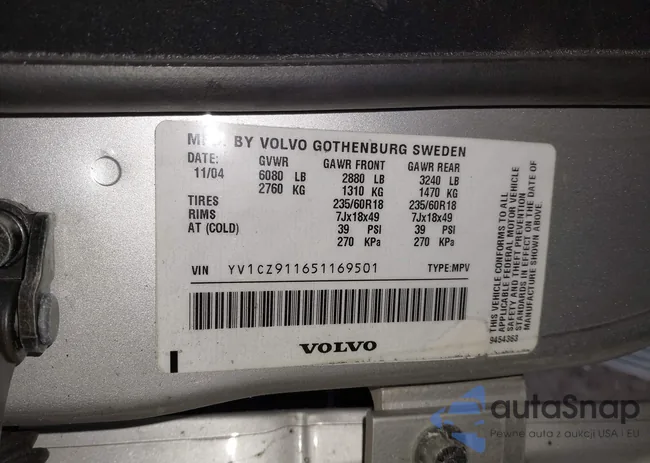 MFD. BY VOLVO GOTHENBURG SWEDEN
DATE: GVWR GAWR FRONT GAWR REAR
11/04 6080 LB 2880 LB 3240 LB
2760 KG 1310 KG 1470 KG
TIRES 235/60R18 235/60R18
RIMS 7Jx18x49 7Jx18x49
AT (COLD) 39 PSI 39 PSI
270 KPa 270 KPa
VIN YV1CZ911651169501 TYPE:MPV
VOLVO
THIS VEHICLE CONFORMS TO ALL
APPLICABLE FEDERAL MOTOR VEHICLE
SAFETY AND THEFT PREVENTION
STANDARDS IN EFFECT ON THE DATE OF
MANUFACTURE SHOWN ABOVE.
9454363
autaSnap
Pewne auta z aukcji USA i EU